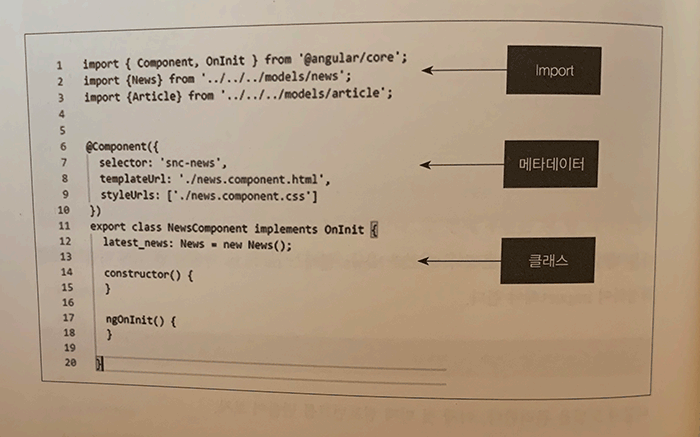 1 import { Component, OnInit } from '@angular/core';
2 import {News} from '../../../models/news';
3 import {Article} from '../../../models/article';
4
5
6 @Component({
7 selector: 'snc-news',
8 templateUrl: './news.component.html',
9 styleUrls: ['./news.component.css']
10 })
11 export class NewsComponent implements OnInit {
12 latest_news: News = new News();
13
14 constructor() {
15 }
16
17 ngOnInit() {
18 }
19
20 }
Import
메타데이터
클래스